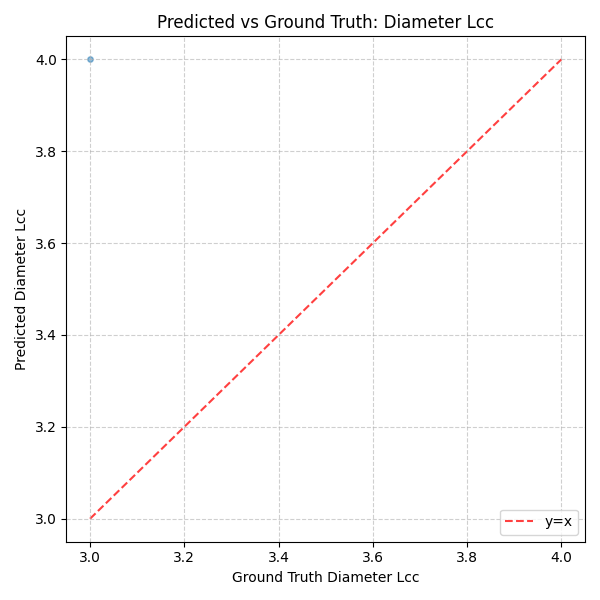 Predicted vs Ground Truth: Diameter Lcc
4.0
3.8
3.6
3.4
3.2
3.0
Predicted Diameter Lcc
y=x
3.0 3.2 3.4 3.6 3.8 4.0
Ground Truth Diameter Lcc